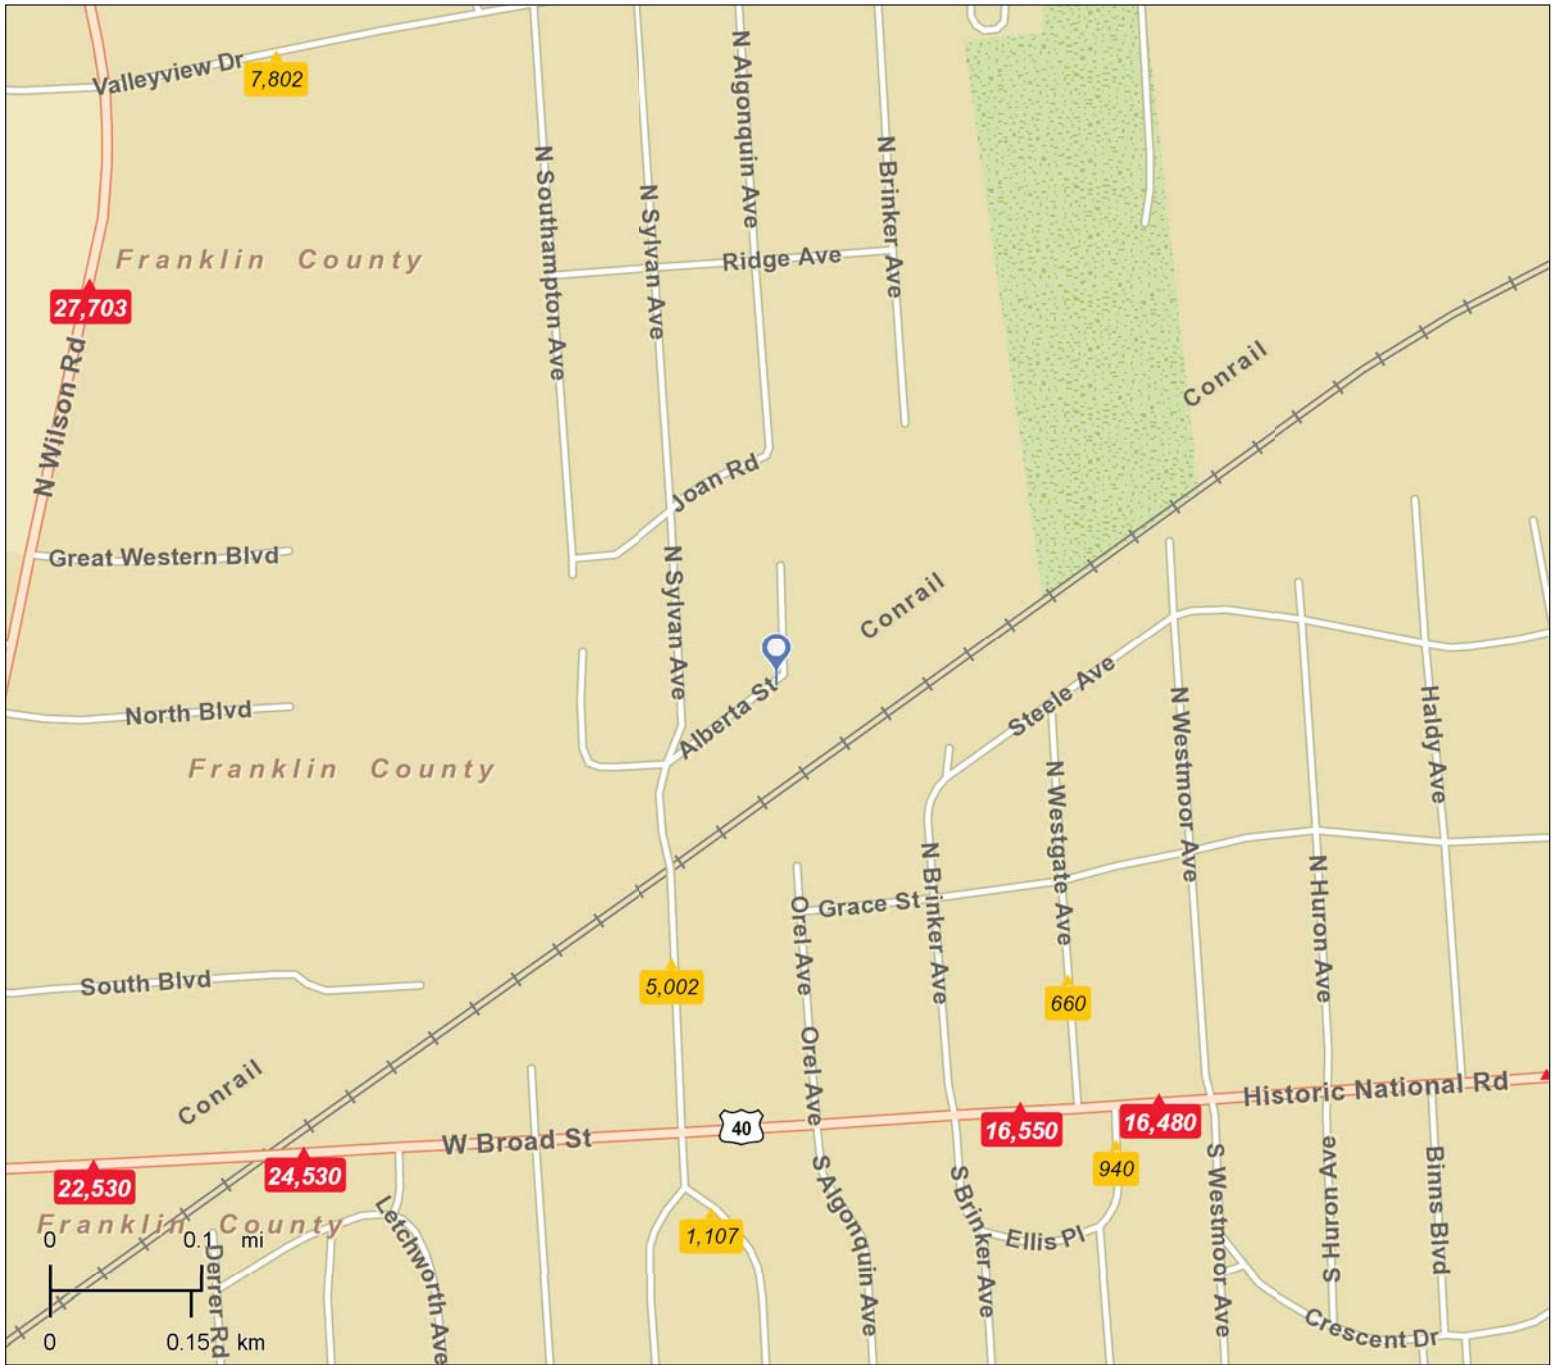 Valleyview Dr
7,802
N Algonquin Ave
N Southampton Ave
N Brinker Ave
N Sylvan Ave
Franklin County
Ridge Ave
27,703
N Wilson Rd
Conrail
Joan Rd
Great Western Blvd
N Sylvan Ave
Conrail
Alberta St
Steele Ave
North Blvd
N Westmoor Ave
Haldy Ave
Franklin County
N Westgate Ave
N Brinker Ave
N Huron Ave
Orel Ave
Grace St
South Blvd
5,002
660
Orel Ave
Conrail
Historic National Rd
W Broad St
40
16,550
16,480
22,530
24,530
940
S Algonquin Ave
S Brinker Ave
S Westmoor Ave
S Huron Ave
Binns Blvd
Franklin County
Letchworth Ave
1,107
Ellis Pl
0 0.1 mi
Derrer Rd
Crescent Dr
0 0.15 km